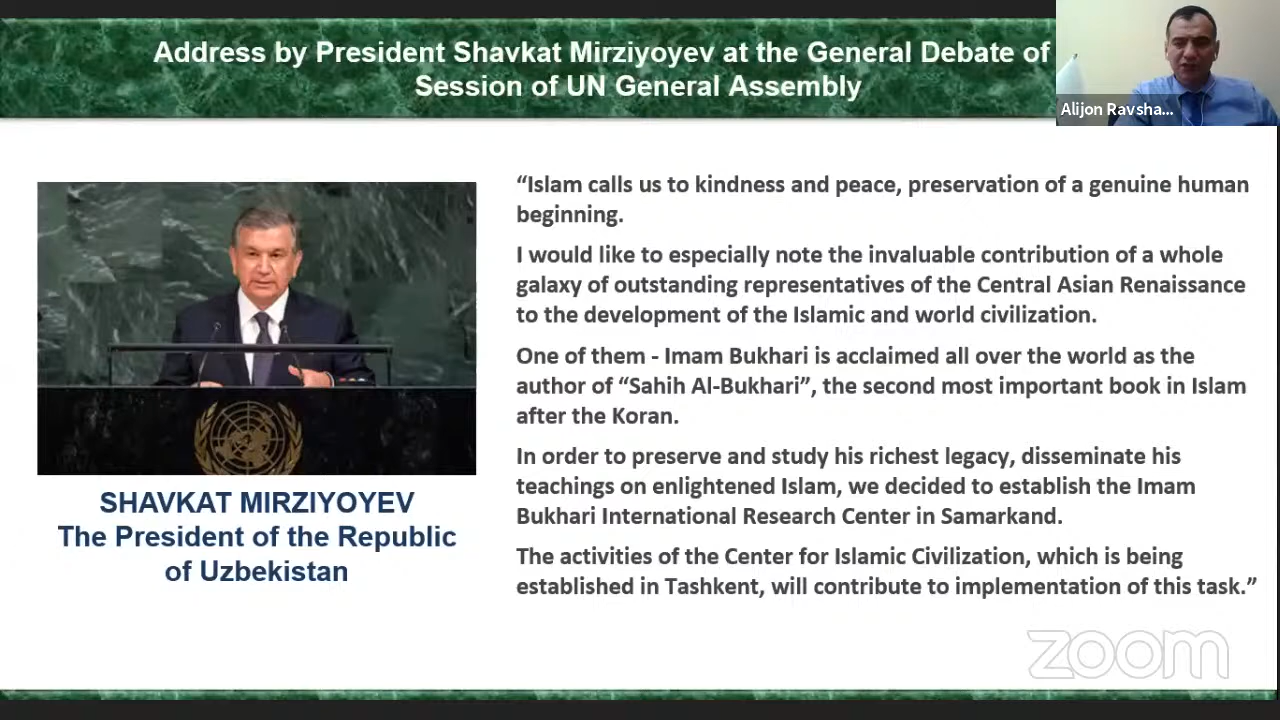 Address by President Shavkat Mirziyoyev at the General Debate of
Session of UN General Assembly
Alijon Ravsha...
“Islam calls us to kindness and peace, preservation of a genuine human
beginning.
I would like to especially note the invaluable contribution of a whole
galaxy of outstanding representatives of the Central Asian Renaissance
to the development of the Islamic and world civilization.
One of them - Imam Bukhari is acclaimed all over the world as the
author of “Sahih Al-Bukhari”, the second most important book in Islam
after the Koran.
In order to preserve and study his richest legacy, disseminate his
teachings on enlightened Islam, we decided to establish the Imam
Bukhari International Research Center in Samarkand.
The activities of the Center for Islamic Civilization, which is being
established in Tashkent, will contribute to implementation of this task.”
SHAVKAT MIRZIYOYEV
The President of the Republic
of Uzbekistan
zoom